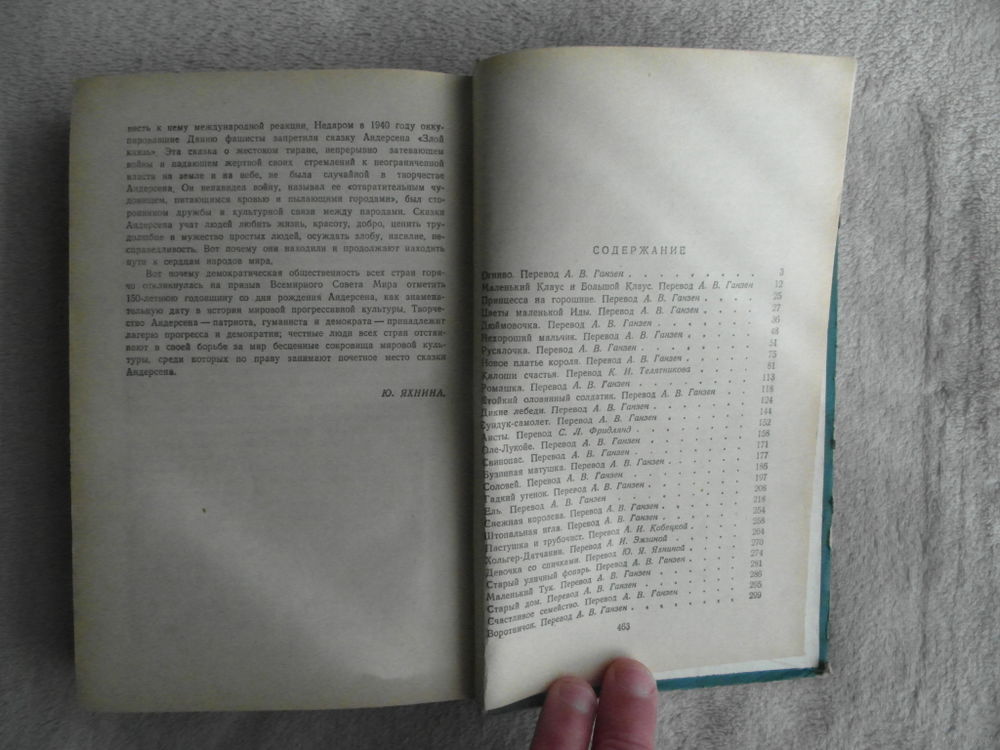 весть к нему международной реакции. Недаром в 1940 году окку-
пировавшие Данию фашисты запретили сказку Андерсена «Злой
князь». Эта сказка о жестоком тиране, непрерывно затевающем
войны и падающем жертвой своих стремлений к неограниченной
власти на земле и на небе, не была случайной в творчестве
Андерсена. Он ненавидел войну, называл ее «отвратительным чу-
довищем, питающимся кровью и пылающими городами», был сто-
ронником дружбы и культурной связи между народами. Сказки
Андерсена учат людей любить жизнь, красоту, добро, ценить тру-
долюбие и мужество простых людей, осуждать злобу, насилие, не-
справедливость. Вот почему они находили и продолжают находить
пути к сердцам народов мира.
Вот почему демократическая общественность всех стран горя-
чо откликнулась на призыв Всемирного Совета Мира отметить
150-летнюю годовщину со дня рождения Андерсена, как знамена-
тельную дату в истории мировой прогрессивной культуры. Творче-
ство Андерсена — патриота, гуманиста и демократа — принадлежит
лагерю прогресса и демократии; честные люди всех стран отстаи-
вают в своей борьбе за мир бесценные сокровища мировой куль-
туры, среди которых по праву занимают почетное место сказки
Андерсена.
Ю. ЯХНИНА.
СОДЕРЖАНИЕ
Огниво. Перевод А. В. Ганзен . . . . . . . . . 3
Маленький Клаус и Большой Клаус. Перевод А. В. Ганзен 12
Принцесса на горошине. Перевод А. В. Ганзен . . . . 25
Цветы маленькой Иды. Перевод А. В. Ганзен . . . . 27
Дюймовочка. Перевод А. В. Ганзен . . . . . . . 36
Нехороший мальчик. Перевод А. В. Ганзен . . . . . 48
Русалочка. Перевод А. В. Ганзен . . . . . . . 51
Новое платье короля. Перевод А. В. Ганзен . . . . 75
Калоши счастья. Перевод К. И. Телятникова . . . . 81
Ромашка. Перевод А. В. Ганзен . . . . . . . 113
Стойкий оловянный солдатик. Перевод А. В. Ганзен . . 118
Дикие лебеди. Перевод А. В. Ганзен . . . . . . 124
Сундук-самолет. Перевод А. В. Ганзен . . . . . . 144
Аисты. Перевод С. Л. Фридлянд . . . . . . . 152
Оле-Лукойе. Перевод А. В. Ганзен . . . . . . 158
Свинопас. Перевод А. В. Ганзен . . . . . . . 171
Бузинная матушка. Перевод А. В. Ганзен . . . . . 177
Соловей. Перевод А. В. Ганзен . . . . . . . 186
Гадкий утенок. Перевод А. В. Ганзен . . . . . . 197
Ель. Перевод А. В. Ганзен . . . . . . . 208
Снежная королева. Перевод А. В. Ганзен . . . . . 218
Штопальная игла. Перевод А. В. Ганзен . . . . . 254
Пастушка и трубочист. Перевод А. И. Кобецкой . . . 258
Хольгер-Датчанин. Перевод А. И. Эжзиной . . . . 264
Девочка со спичками. Перевод Ю. Я. Яхниной . . . . 270
Старый уличный фонарь. Перевод А. В. Ганзен . . . 274
Маленький Тук. Перевод А. В. Ганзен . . . . . 281
Старый дом. Перевод А. В. Ганзен . . . . . . 286
Счастливое семейство. Перевод А. В. Ганзен . . . . 295
Воротничок. Перевод А. В. Ганзен . . . . . . 299
463